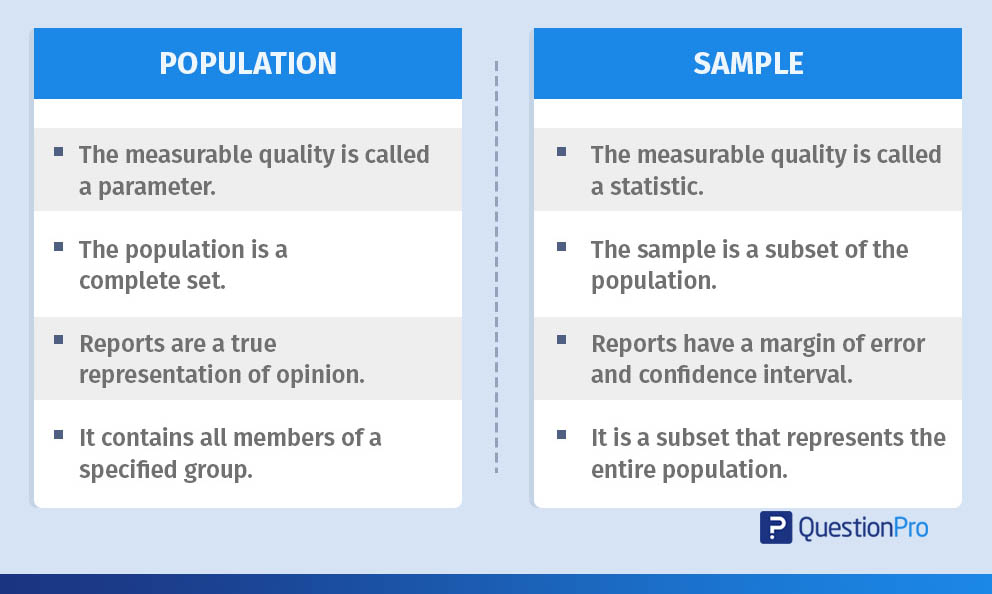 POPULATION
The measurable quality is called
a parameter.
The population is a
complete set.
Reports are a true
representation of opinion.
It contains all members of a
specified group.
SAMPLE
The measurable quality is called
a statistic.
The sample is a subset of the
population.
Reports have a margin of error
and confidence interval.
It is a subset that represents the
entire population.
QuestionPro